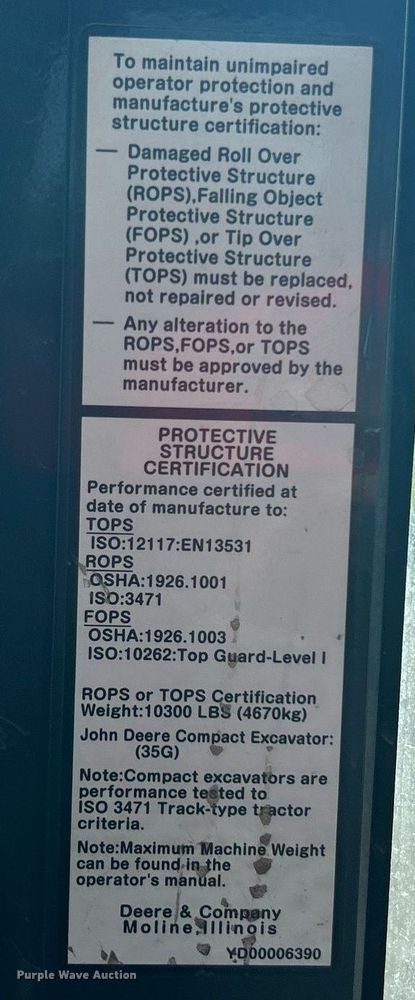 To maintain unimpaired
operator protection and
manufacture's protective
structure certification:
— Damaged Roll Over
Protective Structure
(ROPS),Falling Object
Protective Structure
(FOPS) ,or Tip Over
Protective Structure
(TOPS) must be replaced,
not repaired or revised.
— Any alteration to the
ROPS,FOPS,or TOPS
must be approved by the
manufacturer.
PROTECTIVE
STRUCTURE
CERTIFICATION
Performance certified at
date of manufacture to:
TOPS
ISO:12117:EN13531
ROPS
OSHA:1926.1001
ISO:3471
FOPS
OSHA:1926.1003
ISO:10262:Top Guard-Level I
ROPS or TOPS Certification
Weight:10300 LBS (4670kg)
John Deere Compact Excavator:
(35G)
Note:Compact excavators are
performance tested to
ISO 3471 Track-type tractor
criteria.
Note:Maximum Machine Weight
can be found in the
operator's manual.
Deere & Company
Moline,Illinois
YD00006390
Purple Wave Auction